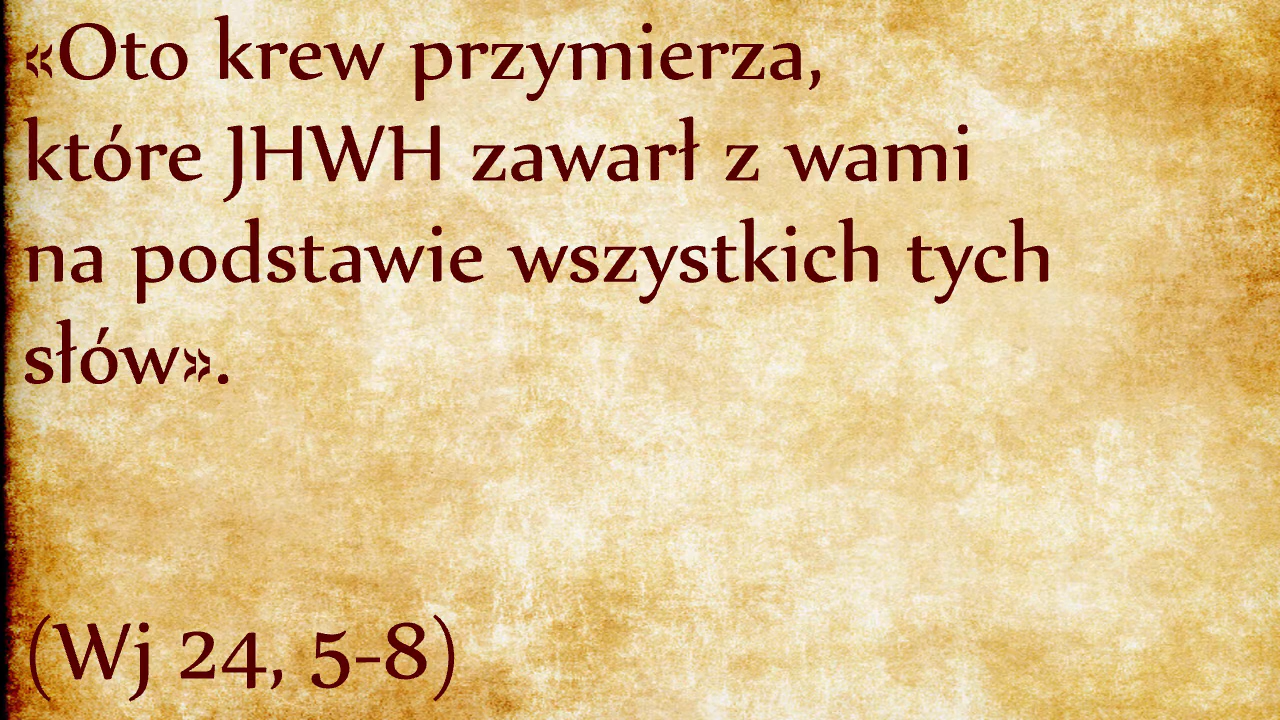 «Oto krew przymierza,
które JHWH zawarł z wami
na podstawie wszystkich tych
słów».
(Wj 24, 5-8)